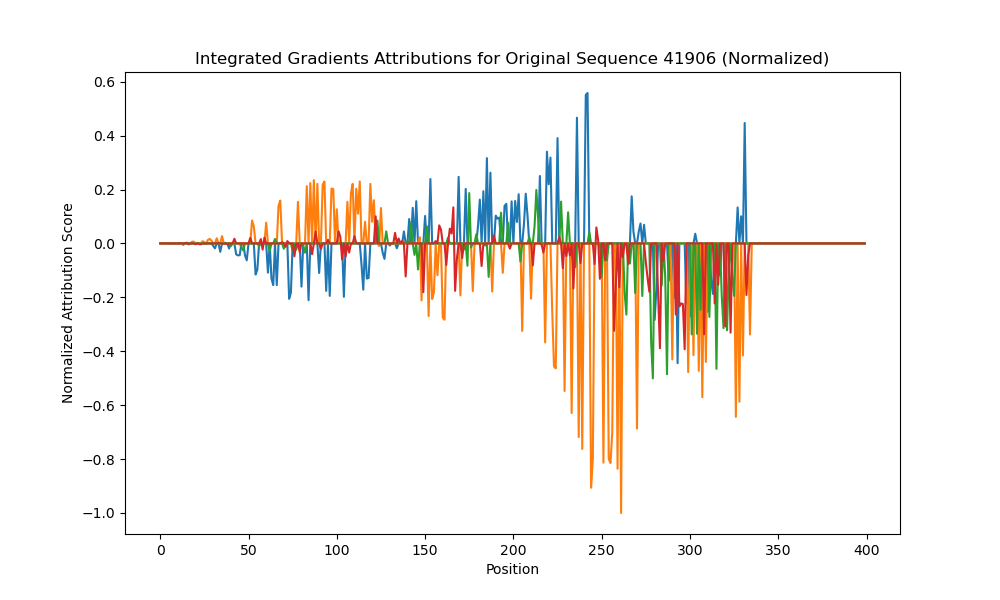 Integrated Gradients Attributions for Original Sequence 41906 (Normalized)
Normalized Attribution Score
0.6
0.4
0.2
0.0
−0.2
−0.4
−0.6
−0.8
−1.0
0 50 100 150 200 250 300 350 400
Position